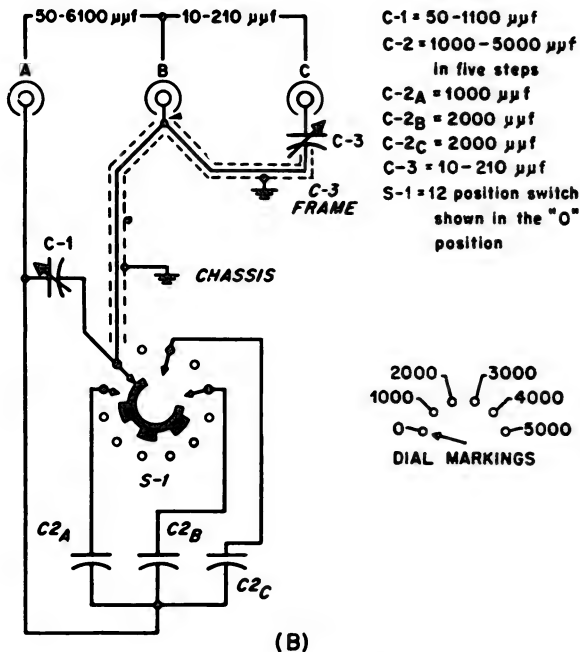 50-6100 μμf 10-210 μμf
A B C
C-1 = 50-1100 μμf
C-2 = 1000-5000 μμf
in five steps
C-2A = 1000 μμf
C-2B = 2000 μμf
C-2C = 2000 μμf
C-3 = 10-210 μμf
S-1 = 12 position switch
shown in the "O"
position
C-3
C-3
FRAME
C-1
CHASSIS
S-1
2000 3000
1000 4000
0 5000
DIAL MARKINGS
C2A C2B C2C
(B)